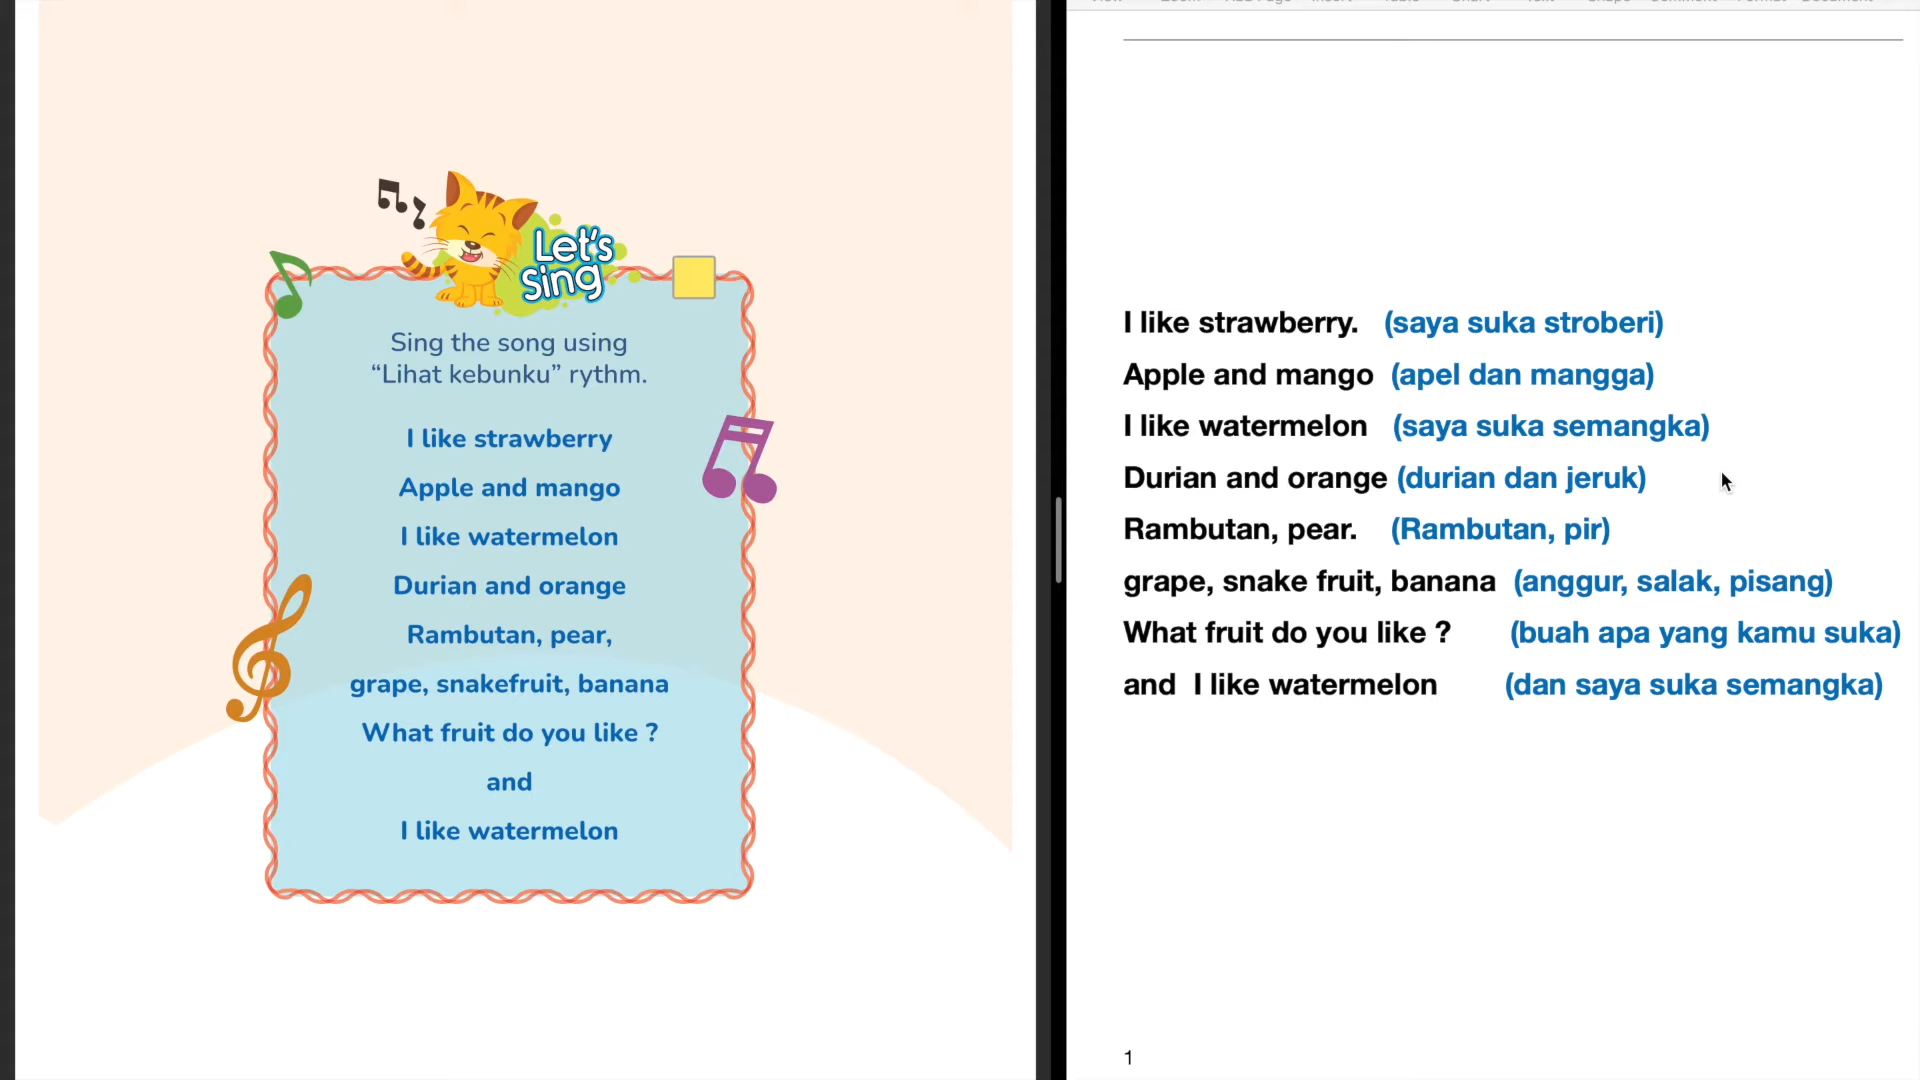 Let's
Sing
Sing the song using
“Lihat kebunku” rythm.
I like strawberry
Apple and mango
I like watermelon
Durian and orange
Rambutan, pear,
grape, snakefruit, banana
What fruit do you like ?
and
I like watermelon
I like strawberry. (saya suka stroberi)
Apple and mango (apel dan mangga)
I like watermelon (saya suka semangka)
Durian and orange (durian dan jeruk)
Rambutan, pear. (Rambutan, pir)
grape, snake fruit, banana (anggur, salak, pisang)
What fruit do you like ? (buah apa yang kamu suka)
and I like watermelon (dan saya suka semangka)
1